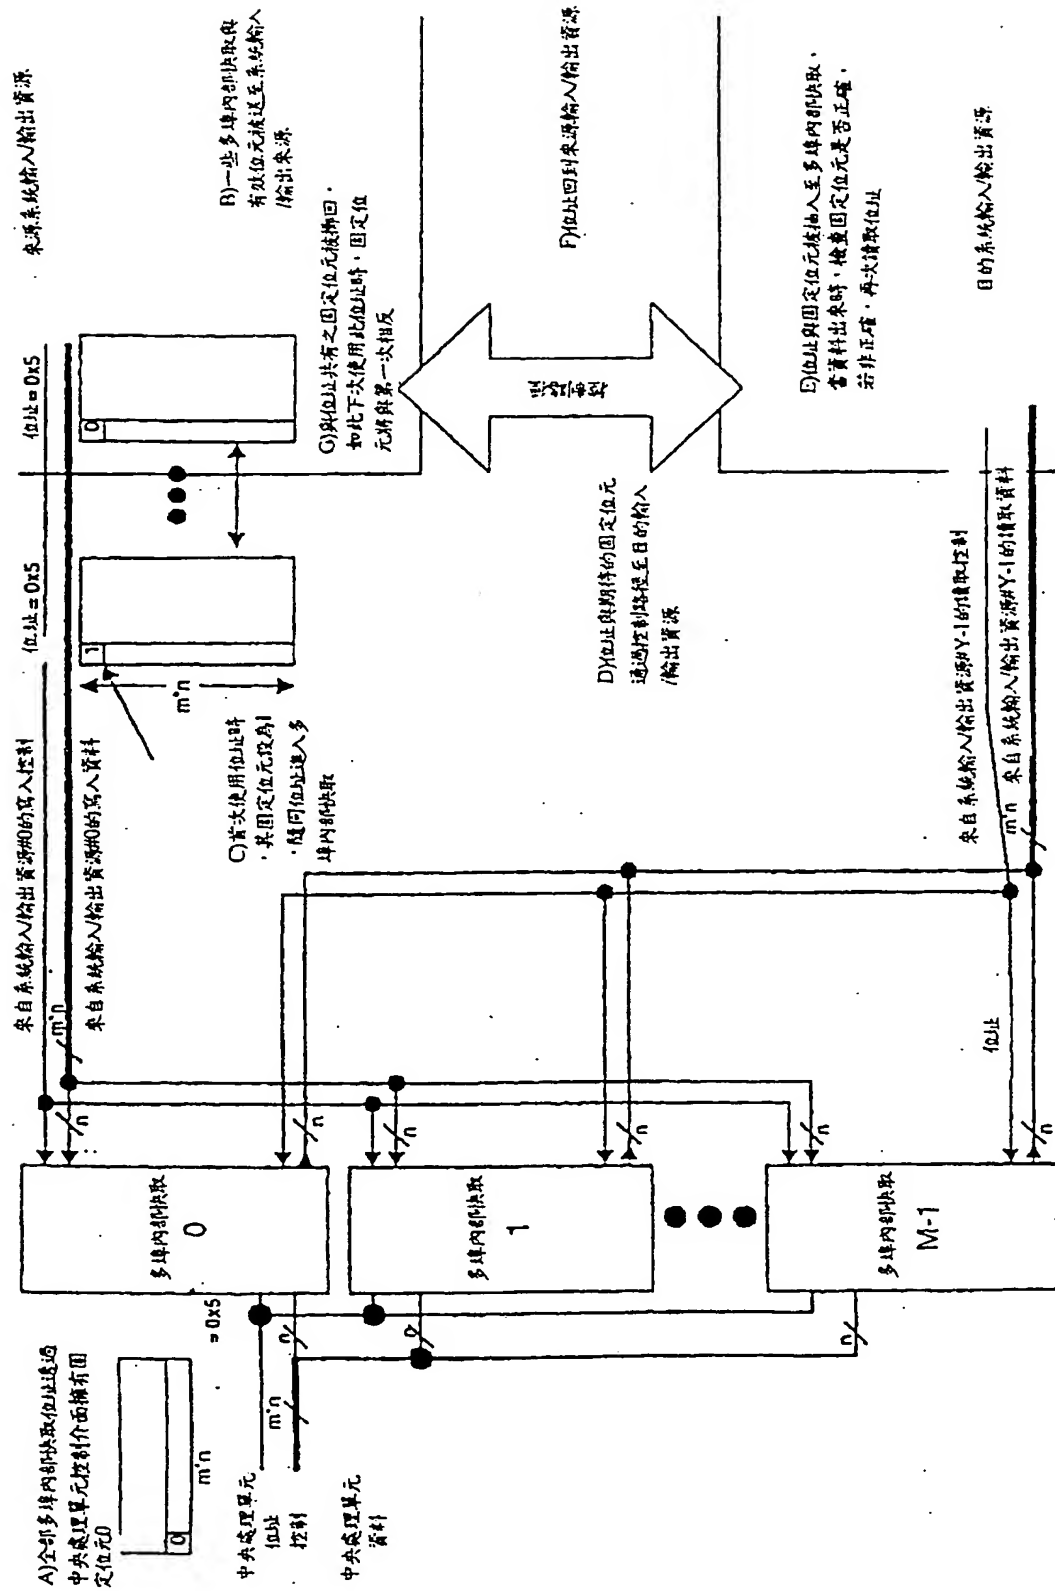 A)全部多埠內部快取位址透過
中央處理單元控制介面擁有固
定位元0
0
m*n
=0x5
中央處理單元
位址
控制
m*n
n
中央處理單元
資料
多埠內部快取
0
多埠內部快取
1
多埠內部快取
M-1
n
n
n
n
n
n
n
n
來自系統輸入/輸出資源#0的寫入控制
m*n
來自系統輸入/輸出資源#0的寫入資料
位址=0x5
位址=0x5
來源系統輸入/輸出資源
1
0
m*n
B)一些多埠內部快取與
有效位元被送至系統輸入
/輸出來源
C)首次使用位址時
,其固定位元設為1
,隨同位址進入多
埠內部快取
G)與位址共有之固定位元被擲回,
如此下次使用此位址時,固定位
元將與第一次相反
D)位址與期待的固定位元
通過控制路徑至目的輸入
/輸出資源
F)位址回到來源輸入/輸出資源
E)位址與固定位元被抽入至多埠內部快取,
當資料出來時,檢查固定位元是否正確,
若非正確,再次讀取位址
位址
來自系統輸入/輸出資源#Y-1的讀取控制
m*n
來自系統輸入/輸出資源#Y-1的讀取資料
目的系統輸入/輸出資源